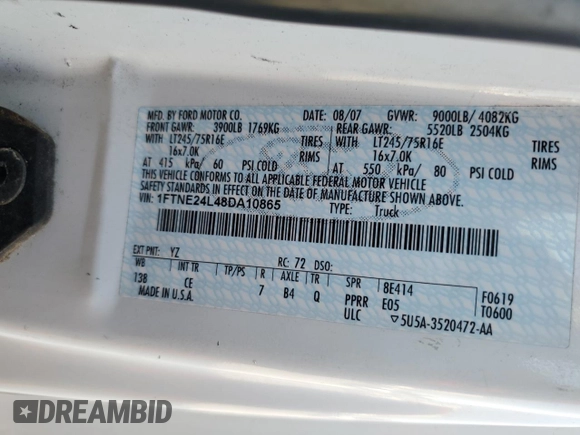 MFD. BY FORD MOTOR CO. DATE: 08/07 GVWR: 9000LB/ 4082KG
FRONT GAWR: 3900LB 1769KG REAR GAWR: 5520LB 2504KG
WITH LT245/75R16E TIRES WITH LT245/75R16E TIRES
16x7.0K RIMS 16x7.0K RIMS
AT 415 kPa/ 60 PSI COLD AT 550 kPa/ 80 PSI COLD
THIS VEHICLE CONFORMS TO ALL APPLICABLE FEDERAL MOTOR VEHICLE
SAFETY STANDARDS IN EFFECT ON THE DATE OF MANUFACTURE SHOWN ABOVE.
VIN: 1FTNE24L48DA10865 TYPE: Truck
EXT PNT: YZ RC: 72 DSO:
WB INT TR TP/PS R AXLE TR SPR 8E414 F0619
138 CE 7 B4 Q PPRR E05 T0600
MADE IN U.S.A. ULC ▽5U5A-3520472-AA
DREAMBID